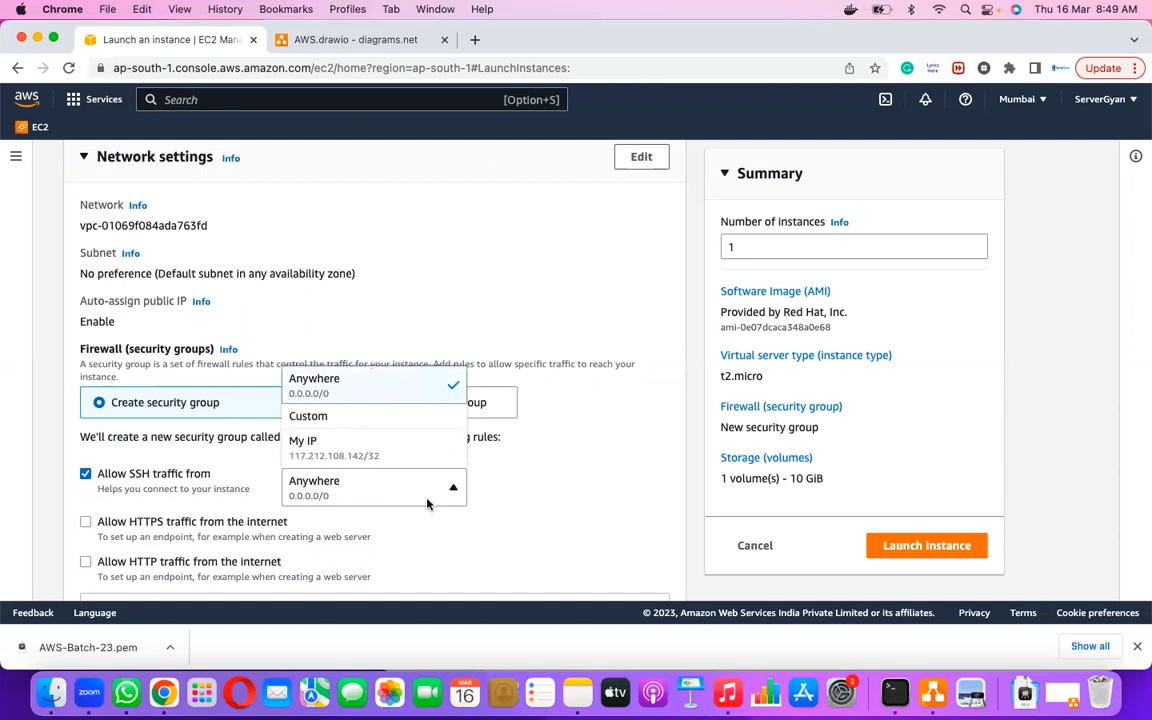 Chrome File Edit View History Bookmarks Profiles Tab Window Help Thu 16 Mar 8:49 AM
Launch an instance | EC2 Mana
AWS.drawio - diagrams.net
ap-south-1.console.aws.amazon.com/ec2/home?region=ap-south-1#LaunchInstances:
Update
aws Services Search [Option+S] Mumbai ServerGyan
EC2
Network settings Info
Edit
Network Info
vpc-01069f084ada763fd
Subnet Info
No preference (Default subnet in any availability zone)
Auto-assign public IP Info
Enable
Firewall (security groups) Info
A security group is a set of firewall rules that control the traffic for your instance. Add rules to allow specific traffic to reach your
instance.
Create security group
We'll create a new security group called
rules:
Anywhere
0.0.0.0/0
Custom
My IP
117.212.108.142/32
Allow SSH traffic from
Helps you connect to your instance
Anywhere
0.0.0.0/0
Allow HTTPS traffic from the internet
To set up an endpoint, for example when creating a web server
Allow HTTP traffic from the internet
To set up an endpoint, for example when creating a web server
Summary
Number of instances Info
1
Software Image (AMI)
Provided by Red Hat, Inc.
ami-0e07dcaca348a0e68
Virtual server type (instance type)
t2.micro
Firewall (security group)
New security group
Storage (volumes)
1 volume(s) - 10 GiB
Cancel
Launch instance
Feedback Language © 2023, Amazon Web Services India Private Limited or its affiliates. Privacy Terms Cookie preferences
AWS-Batch-23.pem
Show all
zoom
MAR
16
tv
2